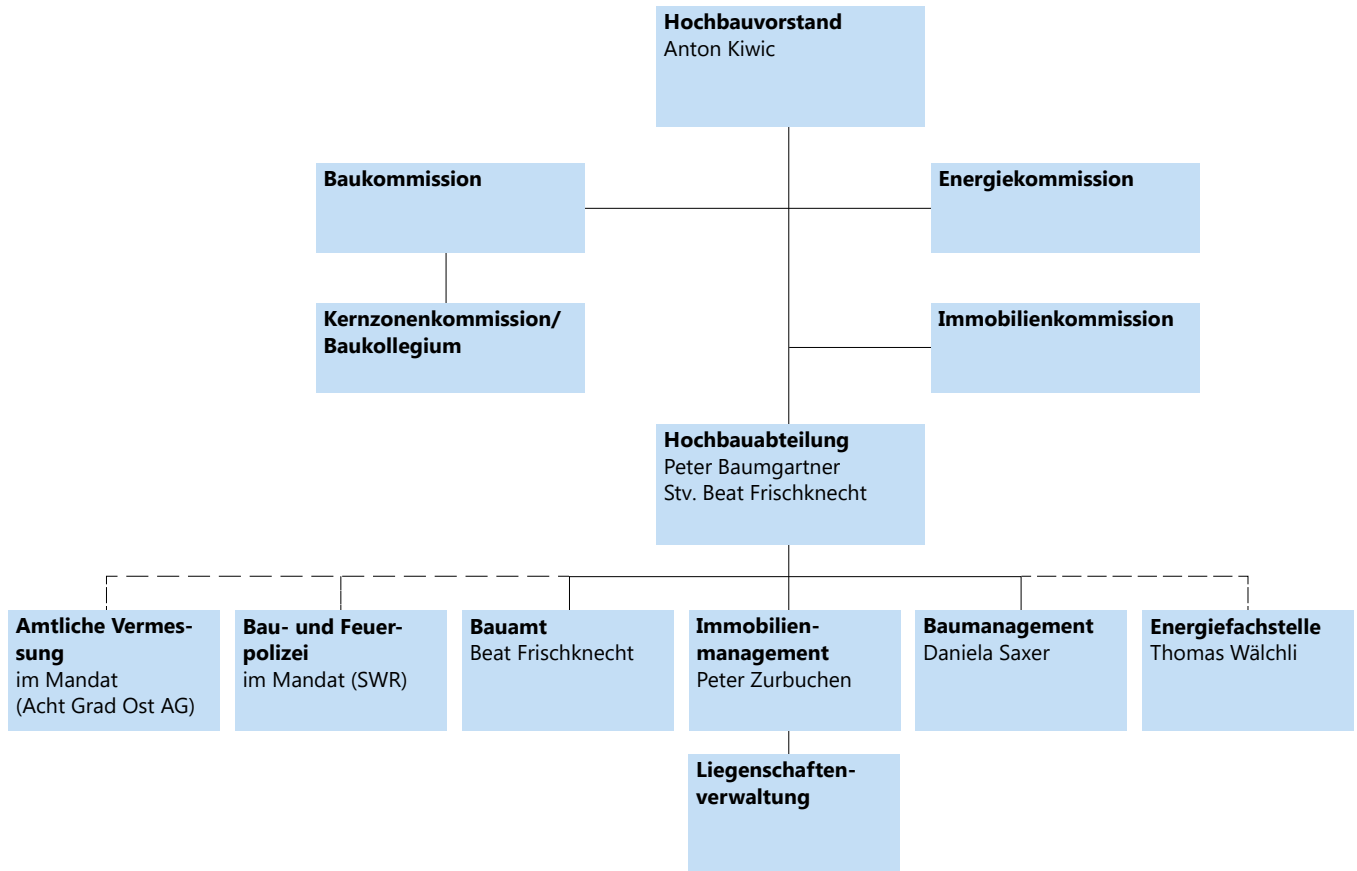 Hochbauvorstand
Anton Kiwic
Baukommission
Energiekommission
Kernzonenkommission/
Baukollegium
Immobilienkommission
Hochbauabteilung
Peter Baumgartner
Stv. Beat Frischknecht
Amtliche Vermes-
sung
im Mandat
(Acht Grad Ost AG)
Bau- und Feuer-
polizei
im Mandat (SWR)
Bauamt
Beat Frischknecht
Immobilien-
management
Peter Zurbuchen
Baumanagement
Daniela Saxer
Energiefachstelle
Thomas Wälchli
Liegenschaften-
verwaltung